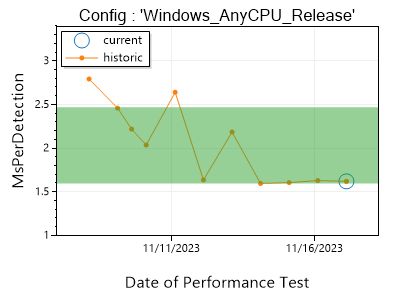 Config : 'Windows_AnyCPU_Release'
current
historic
3
2.5
2
1.5
1
MsPerDetection
11/11/2023
11/16/2023
Date of Performance Test